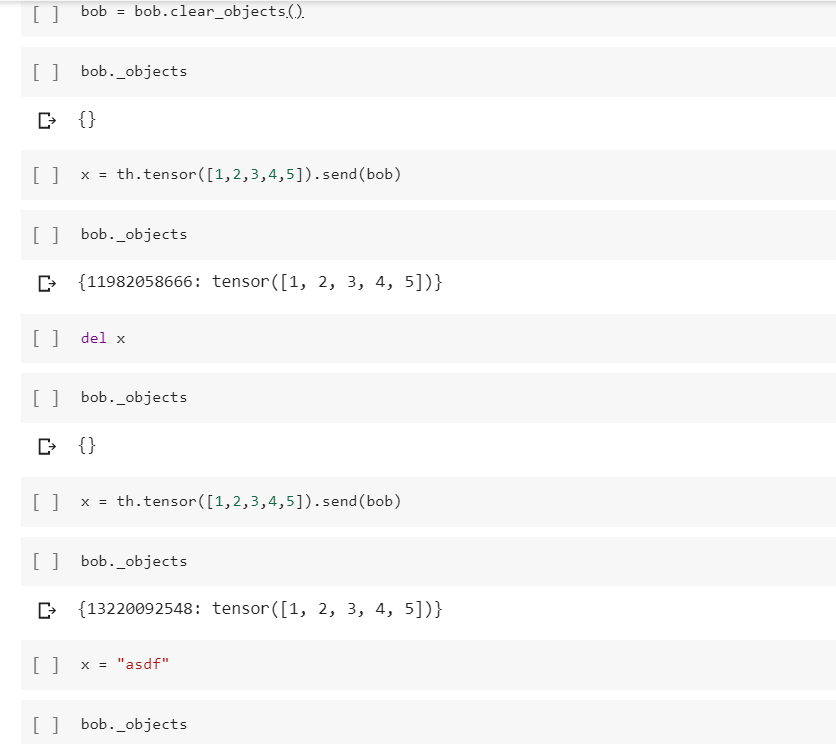 [ ] bob = bob.clear_objects()
[ ] bob._objects
{}
[ ] x = th.tensor([1,2,3,4,5]).send(bob)
[ ] bob._objects
{11982058666: tensor([1, 2, 3, 4, 5])}
[ ] del x
[ ] bob._objects
{}
[ ] x = th.tensor([1,2,3,4,5]).send(bob)
[ ] bob._objects
{13220092548: tensor([1, 2, 3, 4, 5])}
[ ] x = "asdf"
[ ] bob._objects